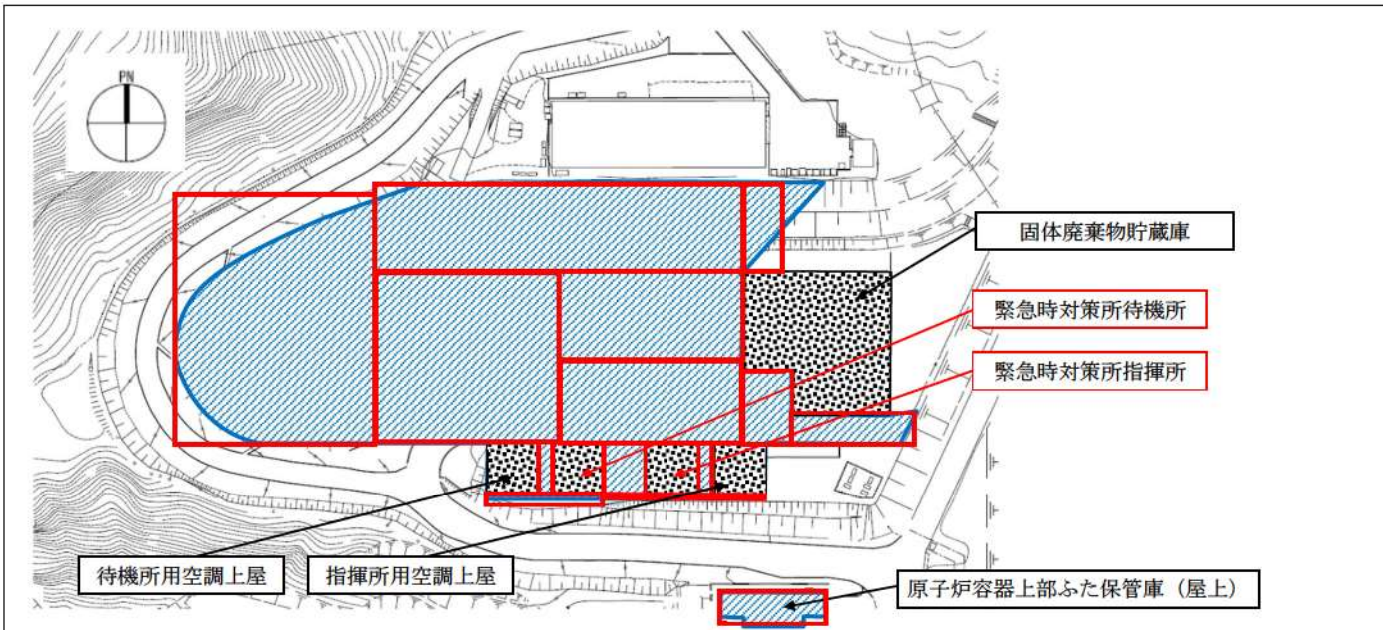 PN
固体廃棄物貯蔵庫
緊急時対策所待機所
緊急時対策所指揮所
待機所用空調上屋
指揮所用空調上屋
原子炉容器上部ふた保管庫（屋上）